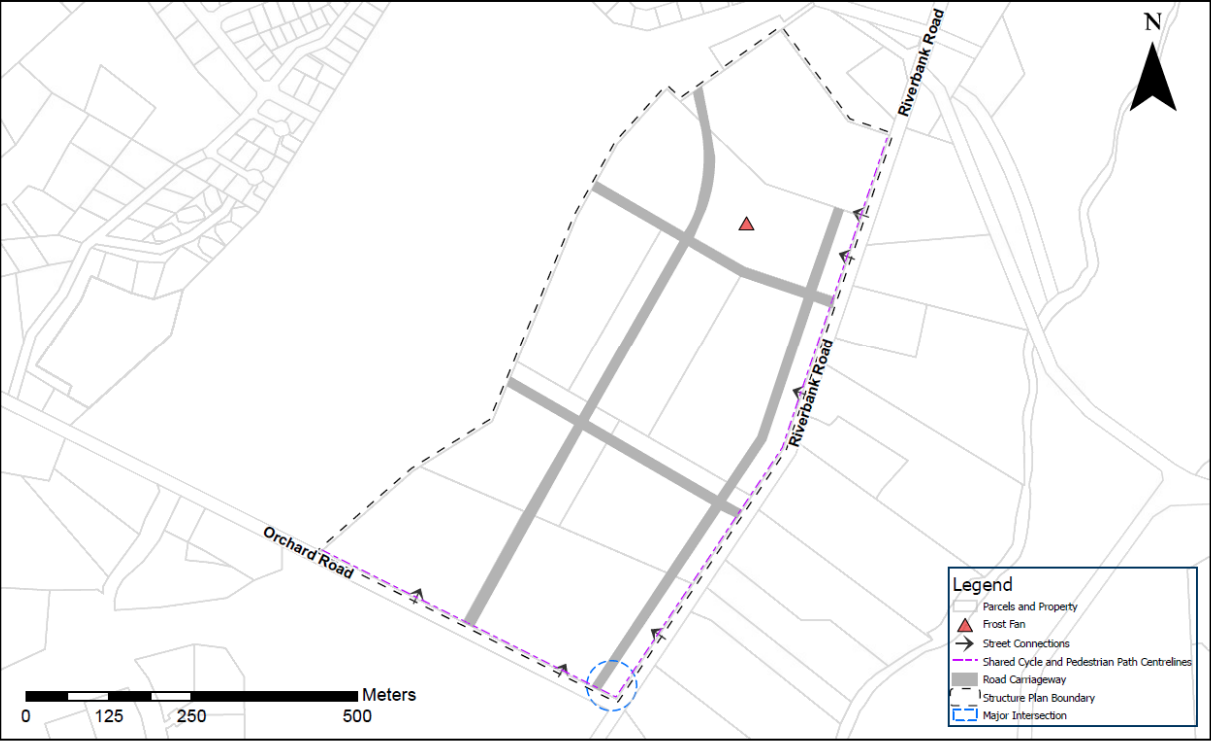 N
Riverbank Road
Riverbank Road
Orchard Road
Legend
Parcels and Property
Frost Fan
Street Connections
Shared Cycle and Pedestrian Path Centrelines
Road Carriageway
Structure Plan Boundary
Major Intersection
Meters
0 125 250 500